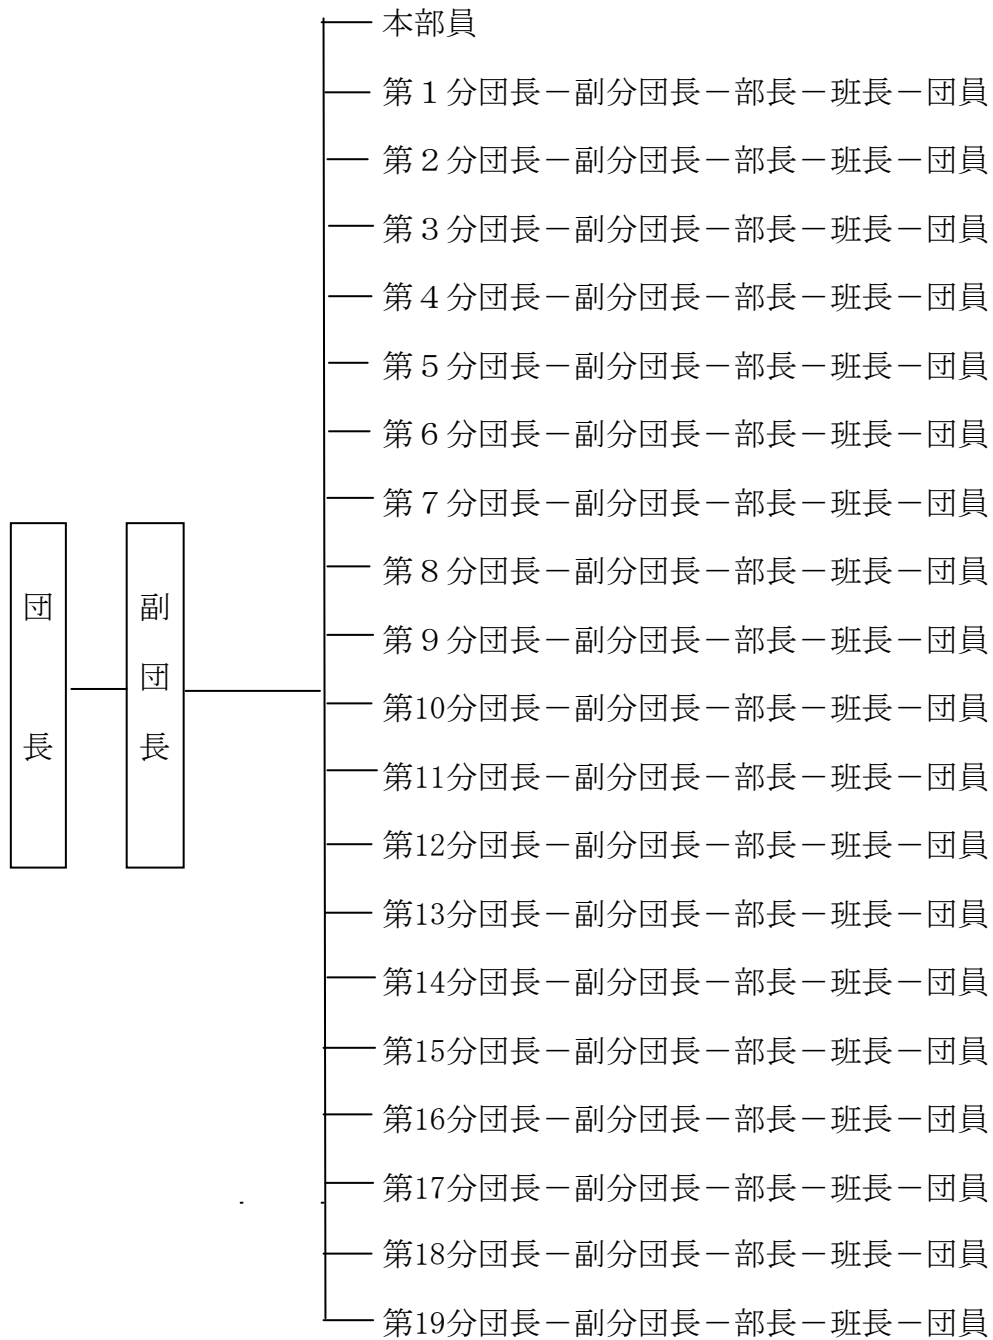 本部員
第１分団長－副分団長－部長－班長－団員
第２分団長－副分団長－部長－班長－団員
第３分団長－副分団長－部長－班長－団員
第４分団長－副分団長－部長－班長－団員
第５分団長－副分団長－部長－班長－団員
第６分団長－副分団長－部長－班長－団員
第７分団長－副分団長－部長－班長－団員
第８分団長－副分団長－部長－班長－団員
第９分団長－副分団長－部長－班長－団員
第10分団長－副分団長－部長－班長－団員
第11分団長－副分団長－部長－班長－団員
第12分団長－副分団長－部長－班長－団員
第13分団長－副分団長－部長－班長－団員
第14分団長－副分団長－部長－班長－団員
第15分団長－副分団長－部長－班長－団員
第16分団長－副分団長－部長－班長－団員
第17分団長－副分団長－部長－班長－団員
第18分団長－副分団長－部長－班長－団員
第19分団長－副分団長－部長－班長－団員
団長
副団長